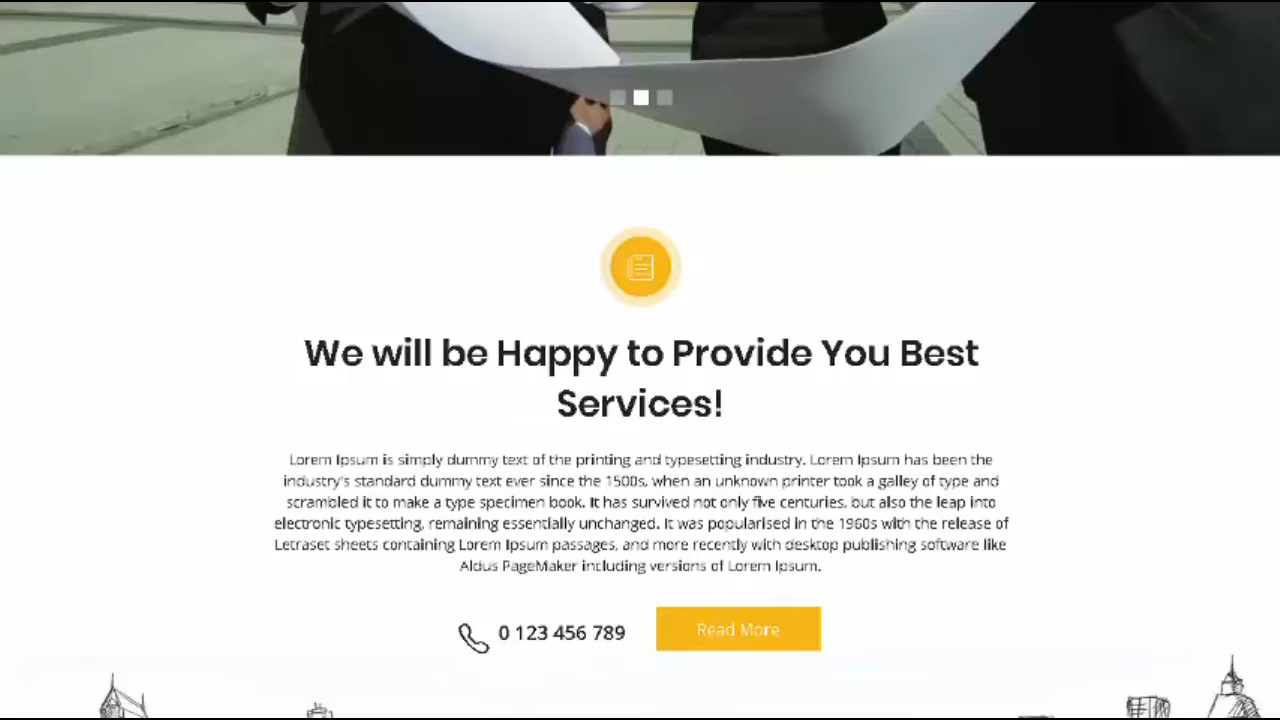 We will be Happy to Provide You Best
Services!
Lorem Ipsum is simply dummy text of the printing and typesetting industry. Lorem Ipsum has been the
industry's standard dummy text ever since the 1500s, when an unknown printer took a galley of type and
scrambled it to make a type specimen book. It has survived not only five centuries, but also the leap into
electronic typesetting, remaining essentially unchanged. It was popularised in the 1960s with the release of
Letraset sheets containing Lorem Ipsum passages, and more recently with desktop publishing software like
Aldus PageMaker including versions of Lorem Ipsum.
0 123 456 789
Read More